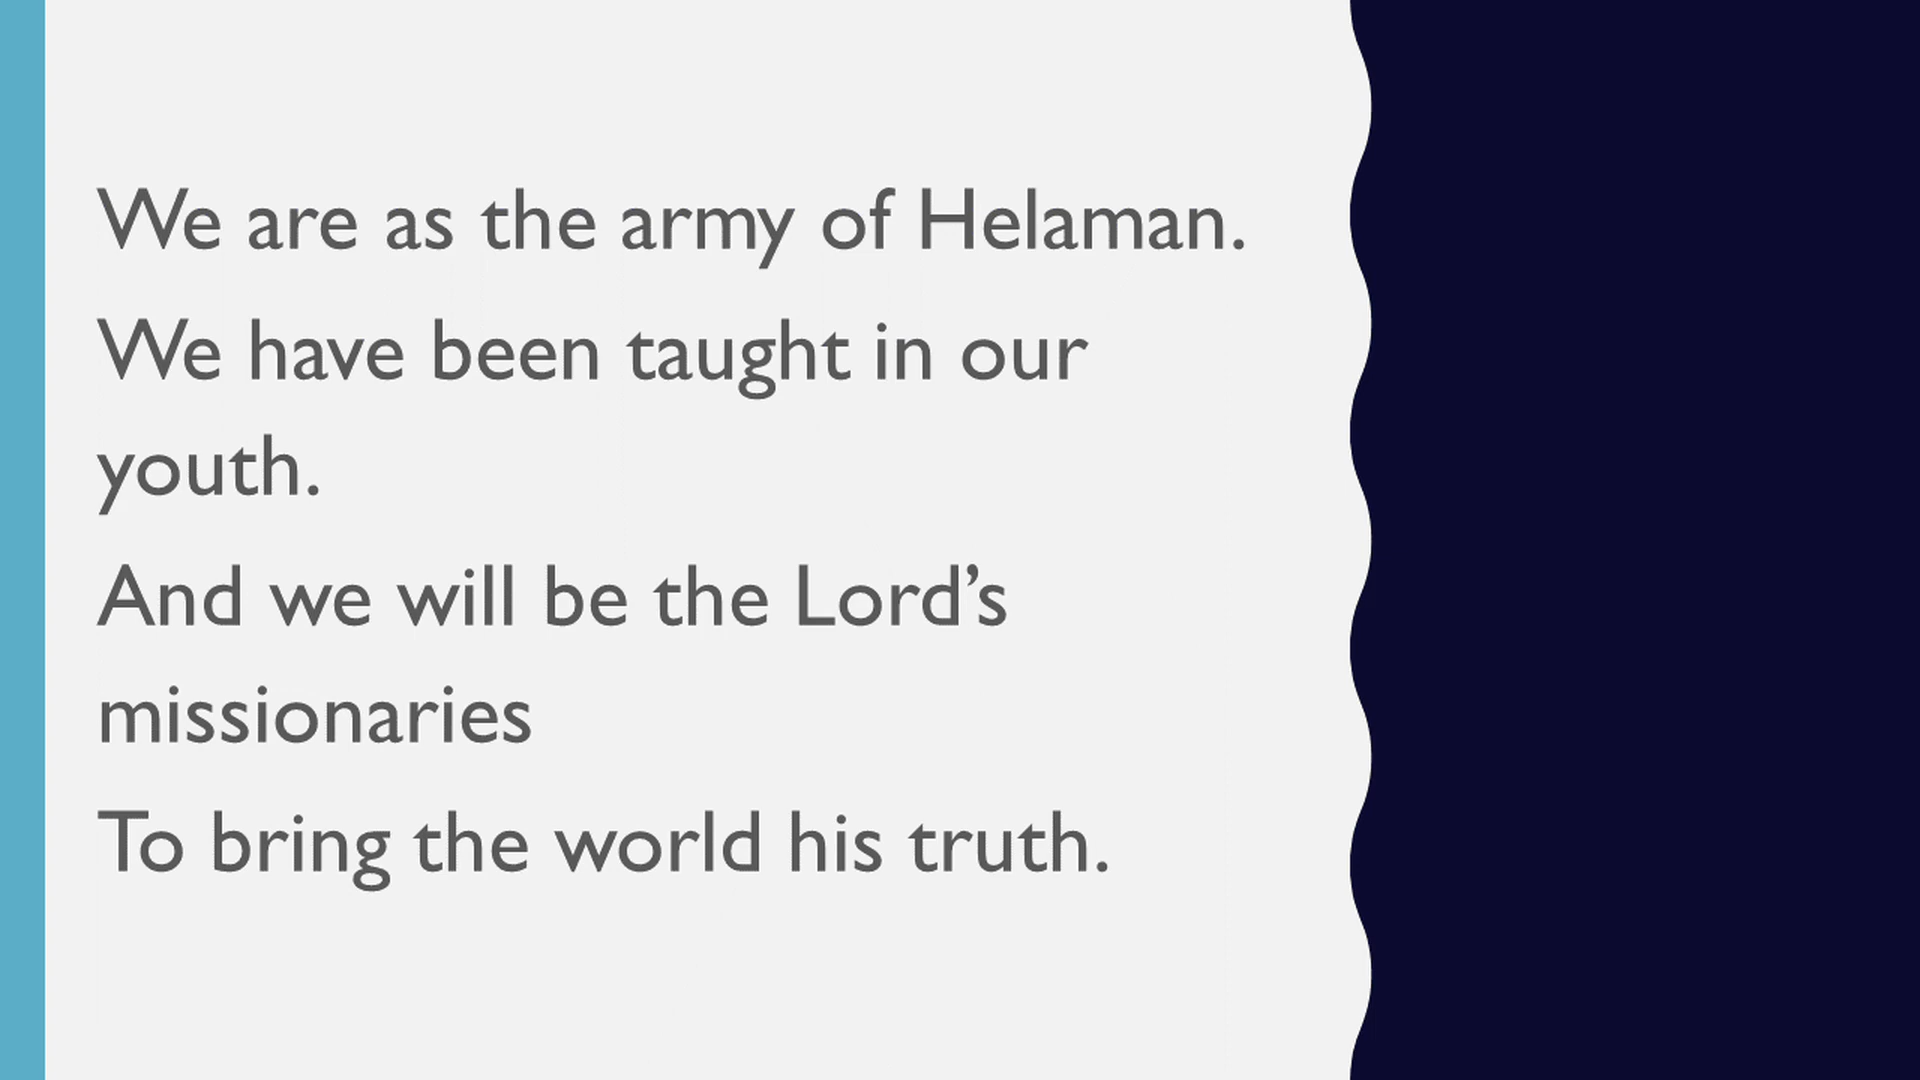 We are as the army of Helaman.
We have been taught in our
youth.
And we will be the Lord’s
missionaries
To bring the world his truth.